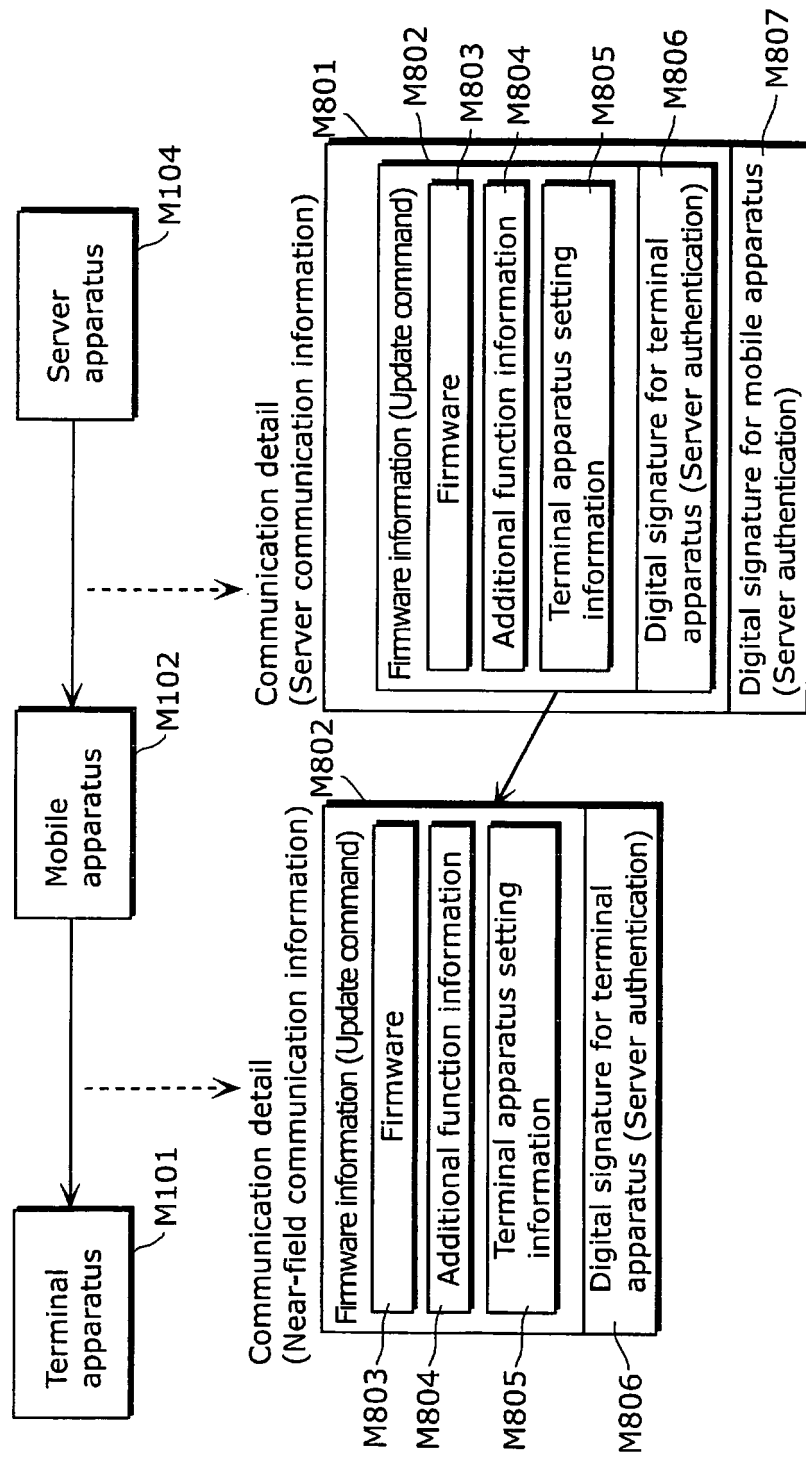 Terminal
apparatus
M101
Mobile
apparatus
M102
Server
apparatus
M104
Communication detail
(Near-field communication information)
M802
Firmware information (Update command)
M803
Firmware
M804
Additional function information
M805
Terminal apparatus setting
information
M806
Digital signature for terminal
apparatus (Server authentication)
Communication detail
(Server communication information)
M801
M802
Firmware information (Update command)
M803
Firmware
M804
Additional function information
M805
Terminal apparatus setting
information
M806
Digital signature for terminal
apparatus (Server authentication)
M807
Digital signature for mobile apparatus
(Server authentication)